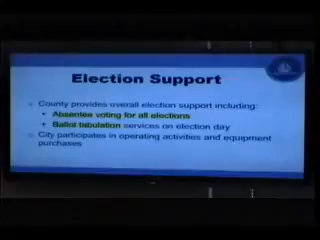 Election Support
County provides overall election support including:
Absentee voting for all elections
Ballot tabulation services on election day
City participates in operating activities and equipment
purchases